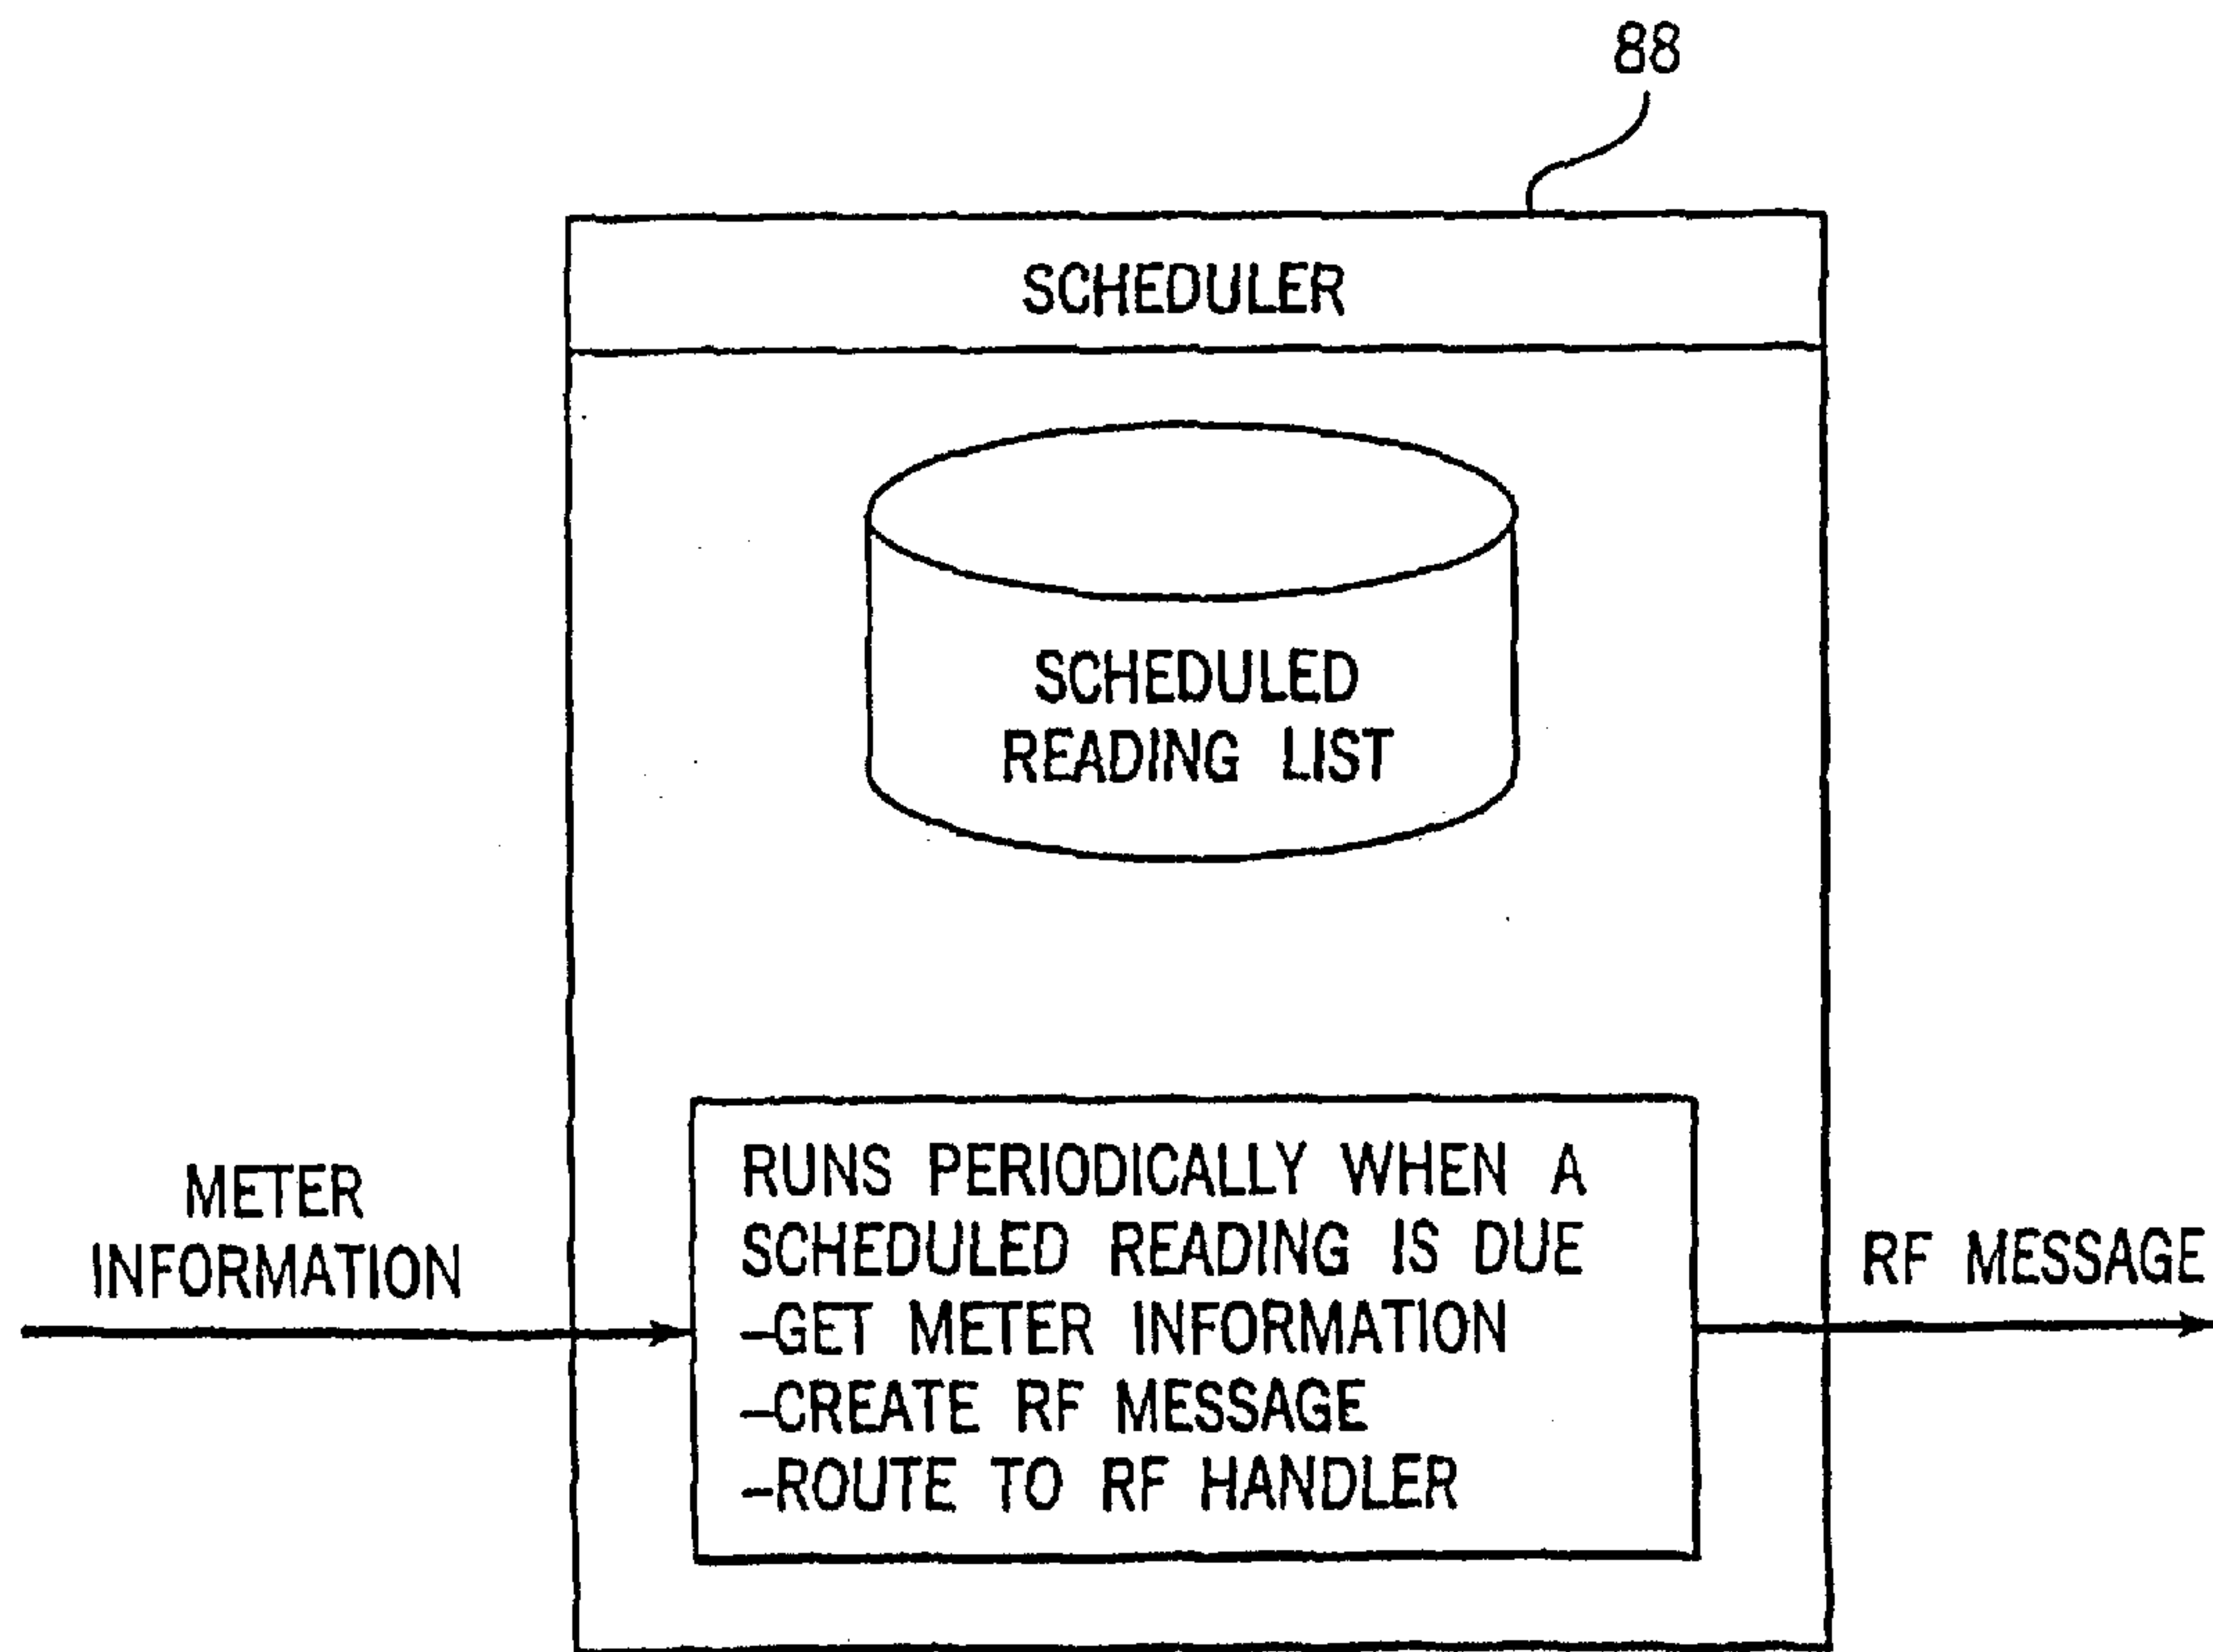 88
SCHEDULER
SCHEDULED
READING LIST
METER
INFORMATION
RUNS PERIODICALLY WHEN A
SCHEDULED READING IS DUE
–GET METER INFORMATION
–CREATE RF MESSAGE
–ROUTE TO RF HANDLER
RF MESSAGE